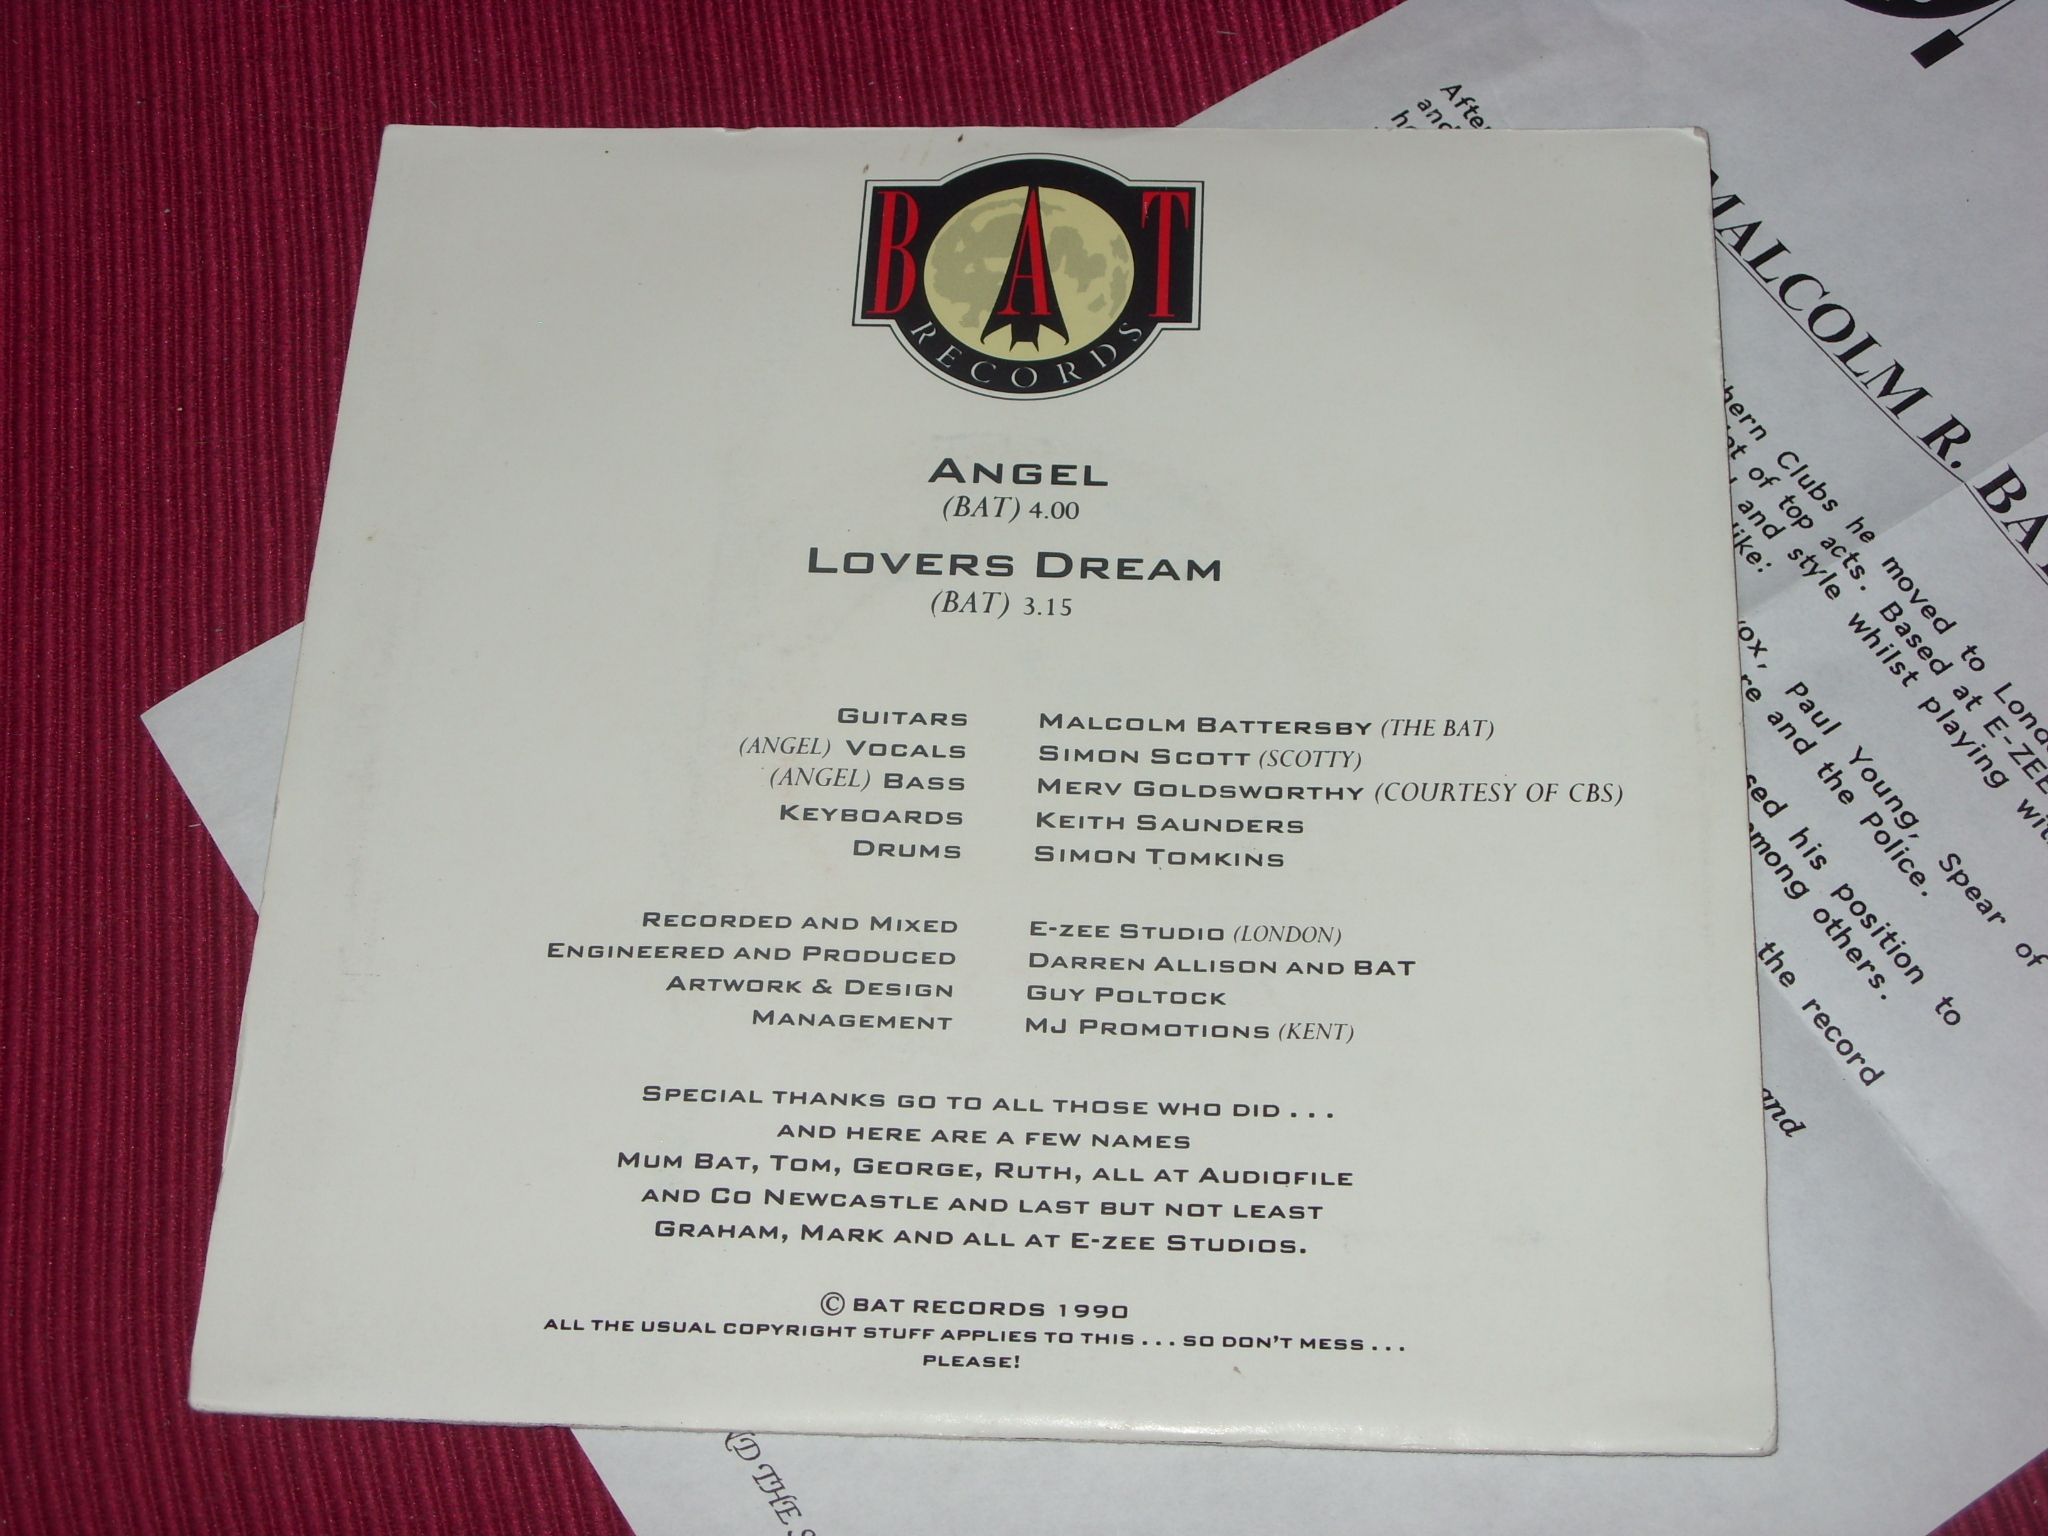 BAT
RECORDS
ANGEL
(BAT) 4.00
LOVERS DREAM
(BAT) 3.15
GUITARS MALCOLM BATTERSBY (THE BAT)
(ANGEL) VOCALS SIMON SCOTT (SCOTTY)
(ANGEL) BASS MERV GOLDSWORTHY (COURTESY OF CBS)
KEYBOARDS KEITH SAUNDERS
DRUMS SIMON TOMKINS
RECORDED AND MIXED E-ZEE STUDIO (LONDON)
ENGINEERED AND PRODUCED DARREN ALLISON AND BAT
ARTWORK & DESIGN GUY POLTOCK
MANAGEMENT MJ PROMOTIONS (KENT)
SPECIAL THANKS GO TO ALL THOSE WHO DID . . .
AND HERE ARE A FEW NAMES
MUM BAT, TOM, GEORGE, RUTH, ALL AT AUDIOFILE
AND CO NEWCASTLE AND LAST BUT NOT LEAST
GRAHAM, MARK AND ALL AT E-ZEE STUDIOS.
© BAT RECORDS 1990
ALL THE USUAL COPYRIGHT STUFF APPLIES TO THIS . . . SO DON'T MESS . . .
PLEASE!
MALCOLM R.
Clubs he moved to
of top acts. Based at E-ZEE
and style whilst playing
like:
Paul Young, Spear of
and the Police.
his position to
among others.
the record
and
THE